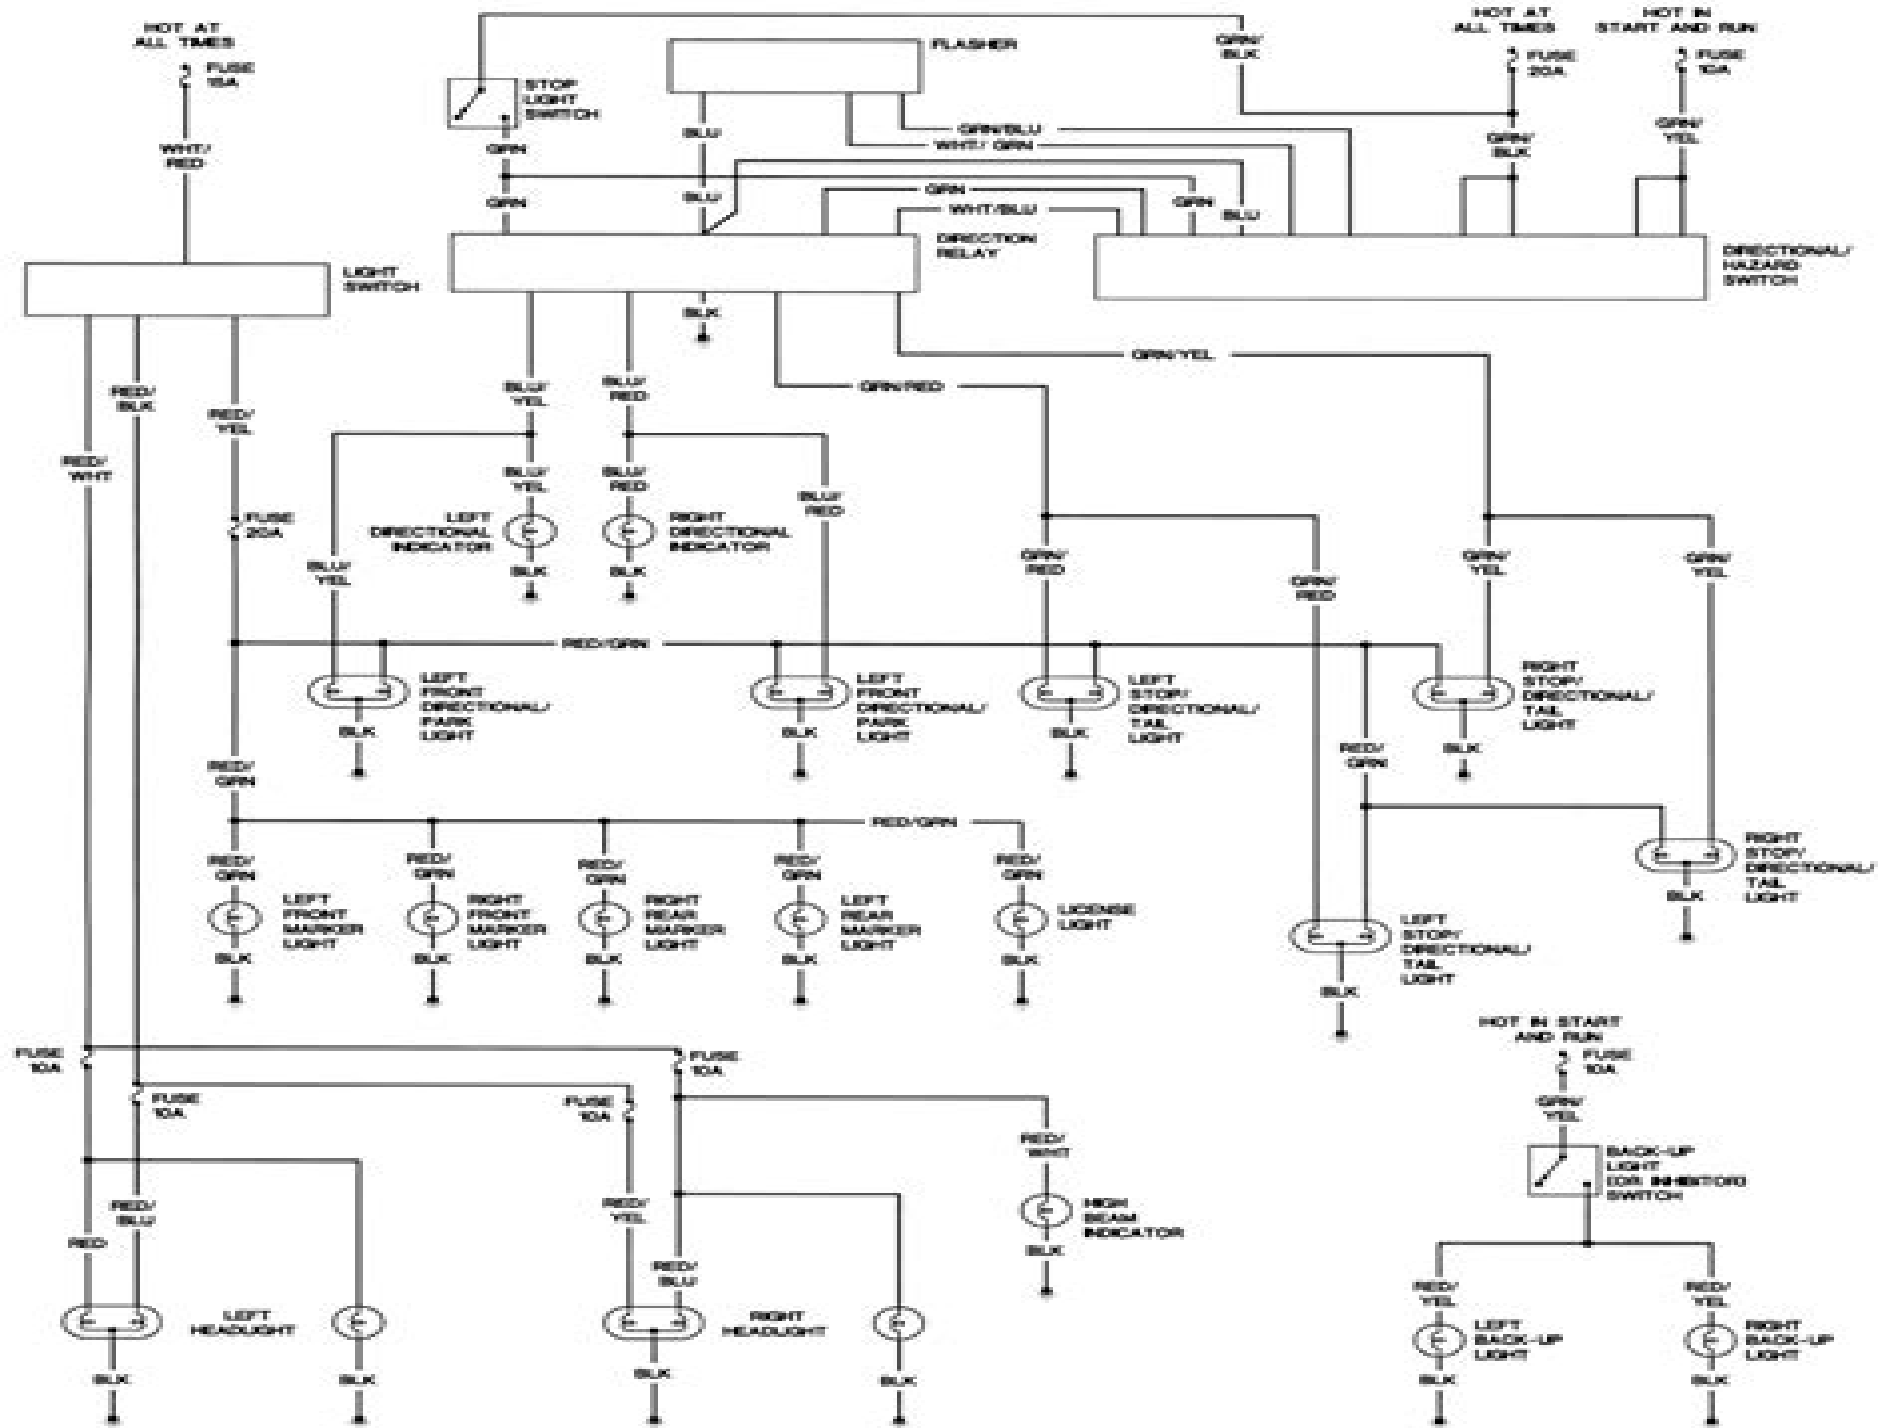 HOT AT
ALL TIMES
FUSE
15A
WHT/
RED
STOP
LIGHT
SWITCH
GRN
GRN
FLASHER
BLU
BLU
GRN/
BLK
GRN/BLU
WHT/ GRN
GRN
WHT/BLU
GRN
BLU
HOT AT
ALL TIMES
FUSE
20A
GRN/
BLK
HOT IN
START AND RUN
FUSE
10A
GRN/
YEL
LIGHT
SWITCH
DIRECTION
RELAY
DIRECTIONAL/
HAZARD
SWITCH
BLK
RED/
WHT
RED/
BLK
RED/
YEL
FUSE
20A
BLU/
YEL
BLU/
RED
GRN/RED
GRN/YEL
BLU/
YEL
BLU/
RED
BLU/
RED
LEFT
DIRECTIONAL
INDICATOR
RIGHT
DIRECTIONAL
INDICATOR
BLK
BLK
BLU/
YEL
GRN/
RED
GRN/
RED
GRN/
YEL
GRN/
YEL
RED/GRN
LEFT
FRONT
DIRECTIONAL/
PARK
LIGHT
BLK
LEFT
FRONT
DIRECTIONAL/
PARK
LIGHT
BLK
LEFT
STOP/
DIRECTIONAL/
TAIL
LIGHT
BLK
RIGHT
STOP/
DIRECTIONAL/
TAIL
LIGHT
BLK
RED/
GRN
RED/
GRN
RED/GRN
RED/
GRN
RED/
GRN
RED/
GRN
RED/
GRN
RED/
GRN
LEFT
FRONT
MARKER
LIGHT
RIGHT
FRONT
MARKER
LIGHT
RIGHT
REAR
MARKER
LIGHT
LEFT
REAR
MARKER
LIGHT
LICENSE
LIGHT
BLK
BLK
BLK
BLK
BLK
LEFT
STOP/
DIRECTIONAL/
TAIL
LIGHT
BLK
RIGHT
STOP/
DIRECTIONAL/
TAIL
LIGHT
BLK
FUSE
10A
FUSE
10A
FUSE
10A
FUSE
10A
RED/
WHT
HIGH
BEAM
INDICATOR
BLK
RED
RED/
BLU
RED/
YEL
RED/
BLU
LEFT
HEADLIGHT
RIGHT
HEADLIGHT
BLK
BLK
BLK
BLK
HOT IN START
AND RUN
FUSE
10A
GRN/
YEL
BACK-UP
LIGHT
(OR INHIBITOR)
SWITCH
RED/
YEL
RED/
YEL
LEFT
BACK-UP
LIGHT
RIGHT
BACK-UP
LIGHT
BLK
BLK